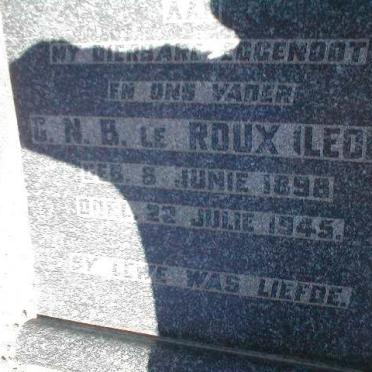 MY DIERBARE EGGENOOT
EN ONS VADER
C. N. B. LE ROUX (LEO
GEB. 8 JUNIE 1898
OORL. 22 JULIE 1945.
SY LEWE WAS LIEFDE.